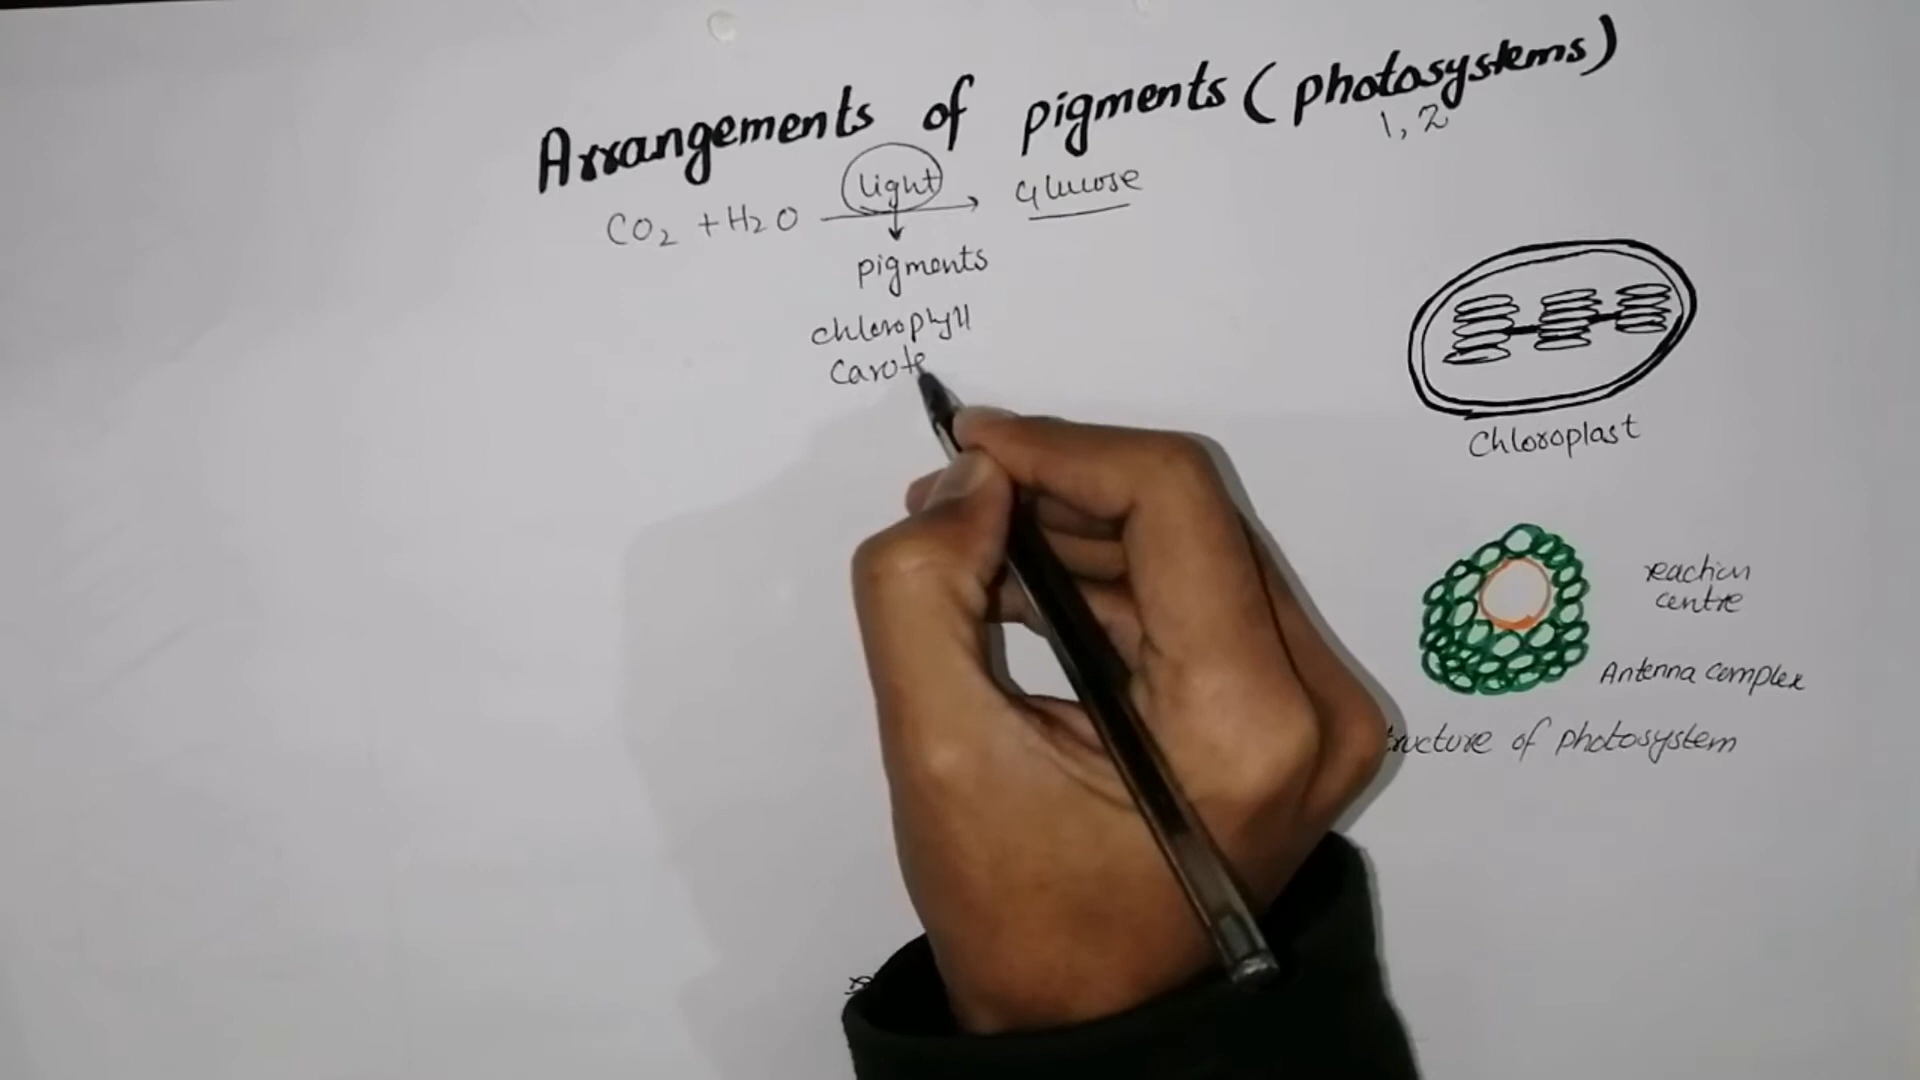 Arrangements of pigments (photosystems)
1, 2
CO2 + H2O light Glucose
pigments
chlorophyll
Carote
Chloroplast
reaction
centre
Antenna complex
tructure of photosystem